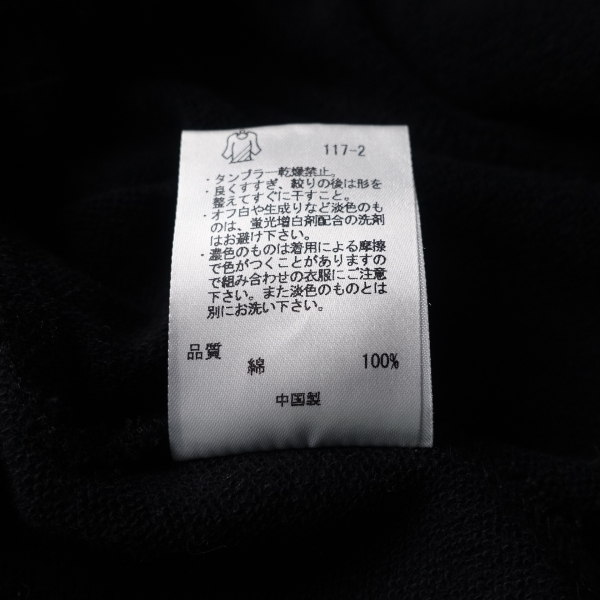 117-2
・タンブラー乾燥禁止。
・良くすすぎ、絞りの後は形を
整えてすぐに干すこと。
・オフ白や生成りなど淡色のも
のは、蛍光増白剤配合の洗剤
はお避け下さい。
・濃色のものは着用による摩擦
で色がつくことがありますの
で組み合わせの衣服にご注意
下さい。また淡色のものとは
別にお洗い下さい。
品質
綿 100%
中国製